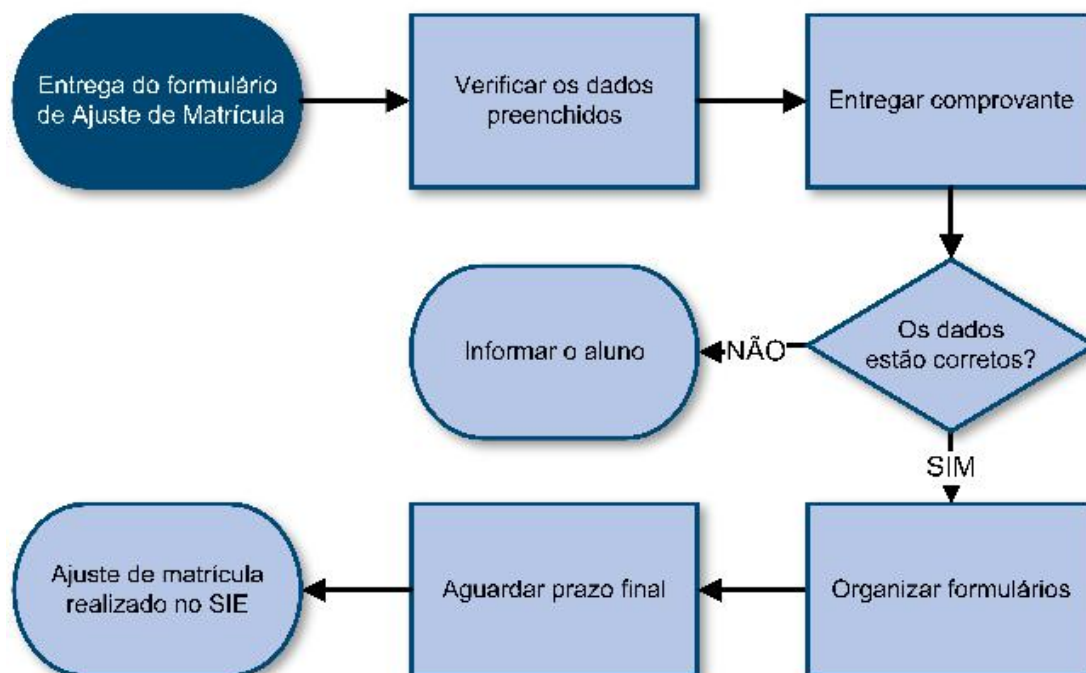 Entrega do formulário
de Ajuste de Matrícula
Verificar os dados
preenchidos
Entregar comprovante
Os dados
estão corretos?
NÃO
Informar o aluno
SIM
Organizar formulários
Aguardar prazo final
Ajuste de matrícula
realizado no SIE